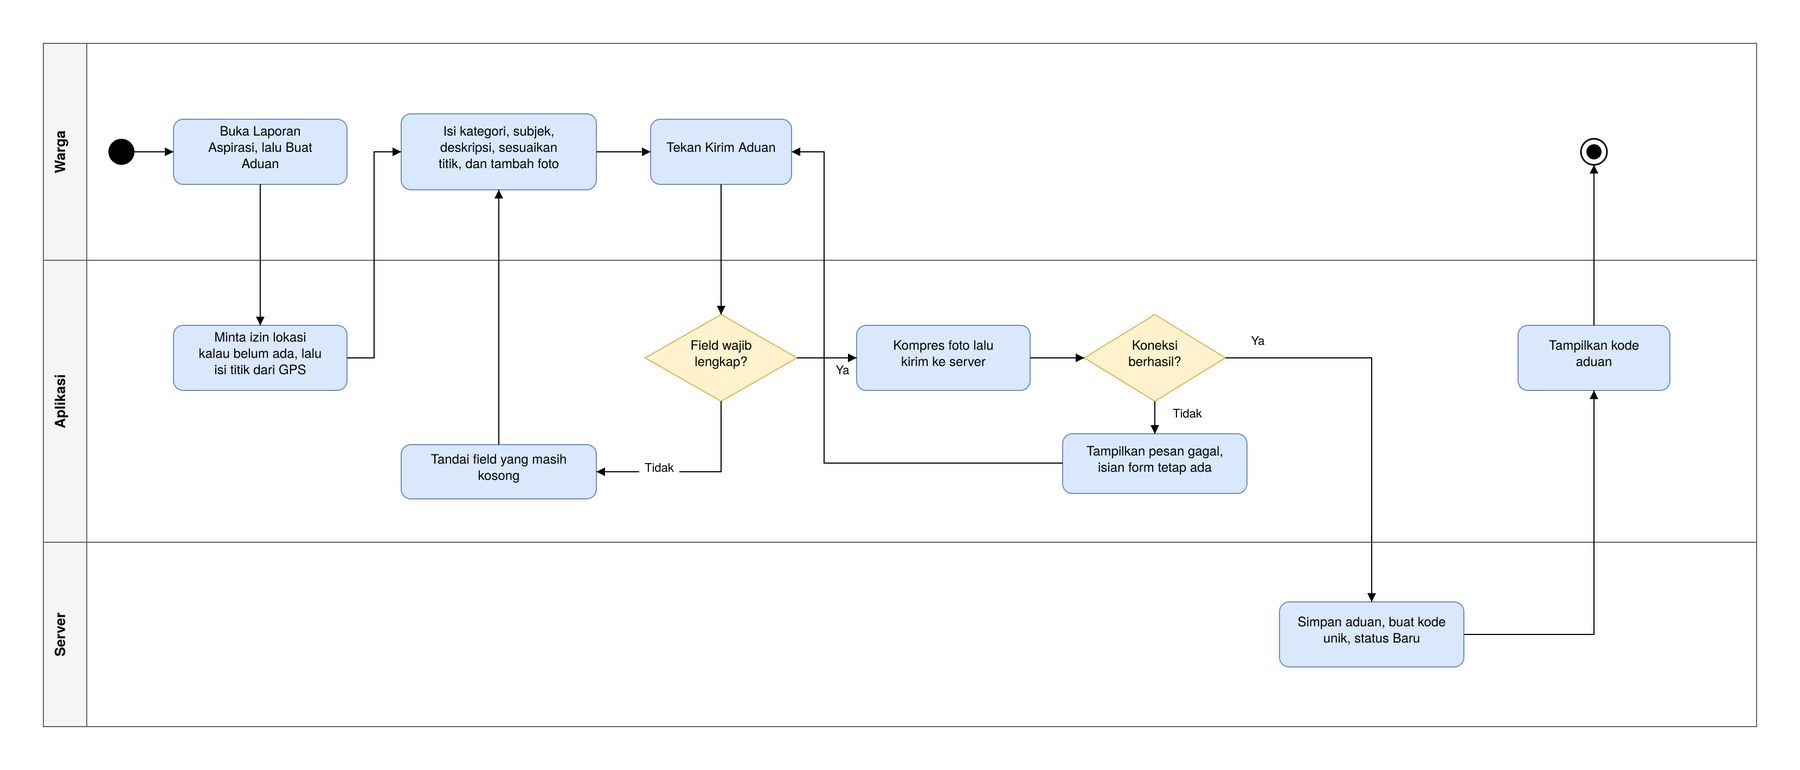 Warga
Buka Laporan
Aspirasi, lalu Buat
Aduan
Isi kategori, subjek,
deskripsi, sesuaikan
titik, dan tambah foto
Tekan Kirim Aduan
Aplikasi
Minta izin lokasi
kalau belum ada, lalu
isi titik dari GPS
Field wajib
lengkap?
Ya
Kompres foto lalu
kirim ke server
Koneksi
berhasil?
Ya
Tampilkan kode
aduan
Tidak
Tandai field yang masih
kosong
Tidak
Tampilkan pesan gagal,
isian form tetap ada
Server
Simpan aduan, buat kode
unik, status Baru